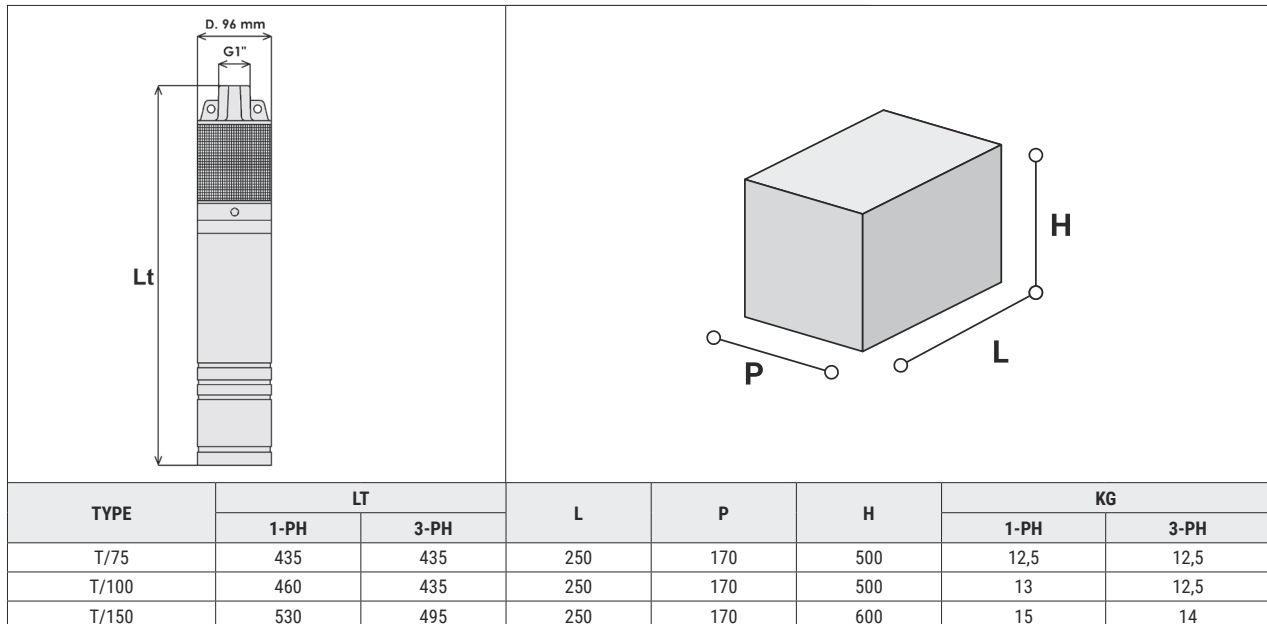 D. 96 mm
G1"
Lt
H
L
P
TYPE LT L P H KG
1-PH 3-PH 1-PH 3-PH
T/75 435 435 250 170 500 12,5 12,5
T/100 460 435 250 170 500 13 12,5
T/150 530 495 250 170 600 15 14